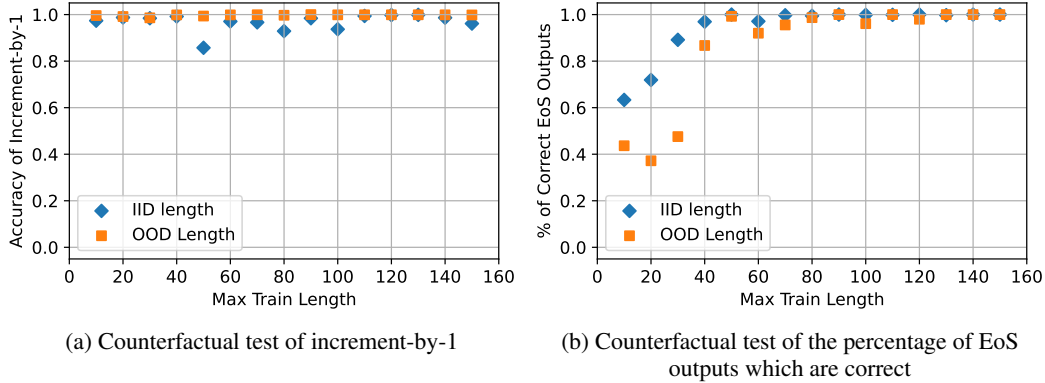 1.0
0.8
0.6
0.4
0.2
0.0
Accuracy of Increment-by-1
IID length
OOD Length
0 20 40 60 80 100 120 140 160
Max Train Length
(a) Counterfactual test of increment-by-1
1.0
0.8
0.6
0.4
0.2
0.0
% of Correct EoS Outputs
IID length
OOD Length
0 20 40 60 80 100 120 140 160
Max Train Length
(b) Counterfactual test of the percentage of EoS
outputs which are correct